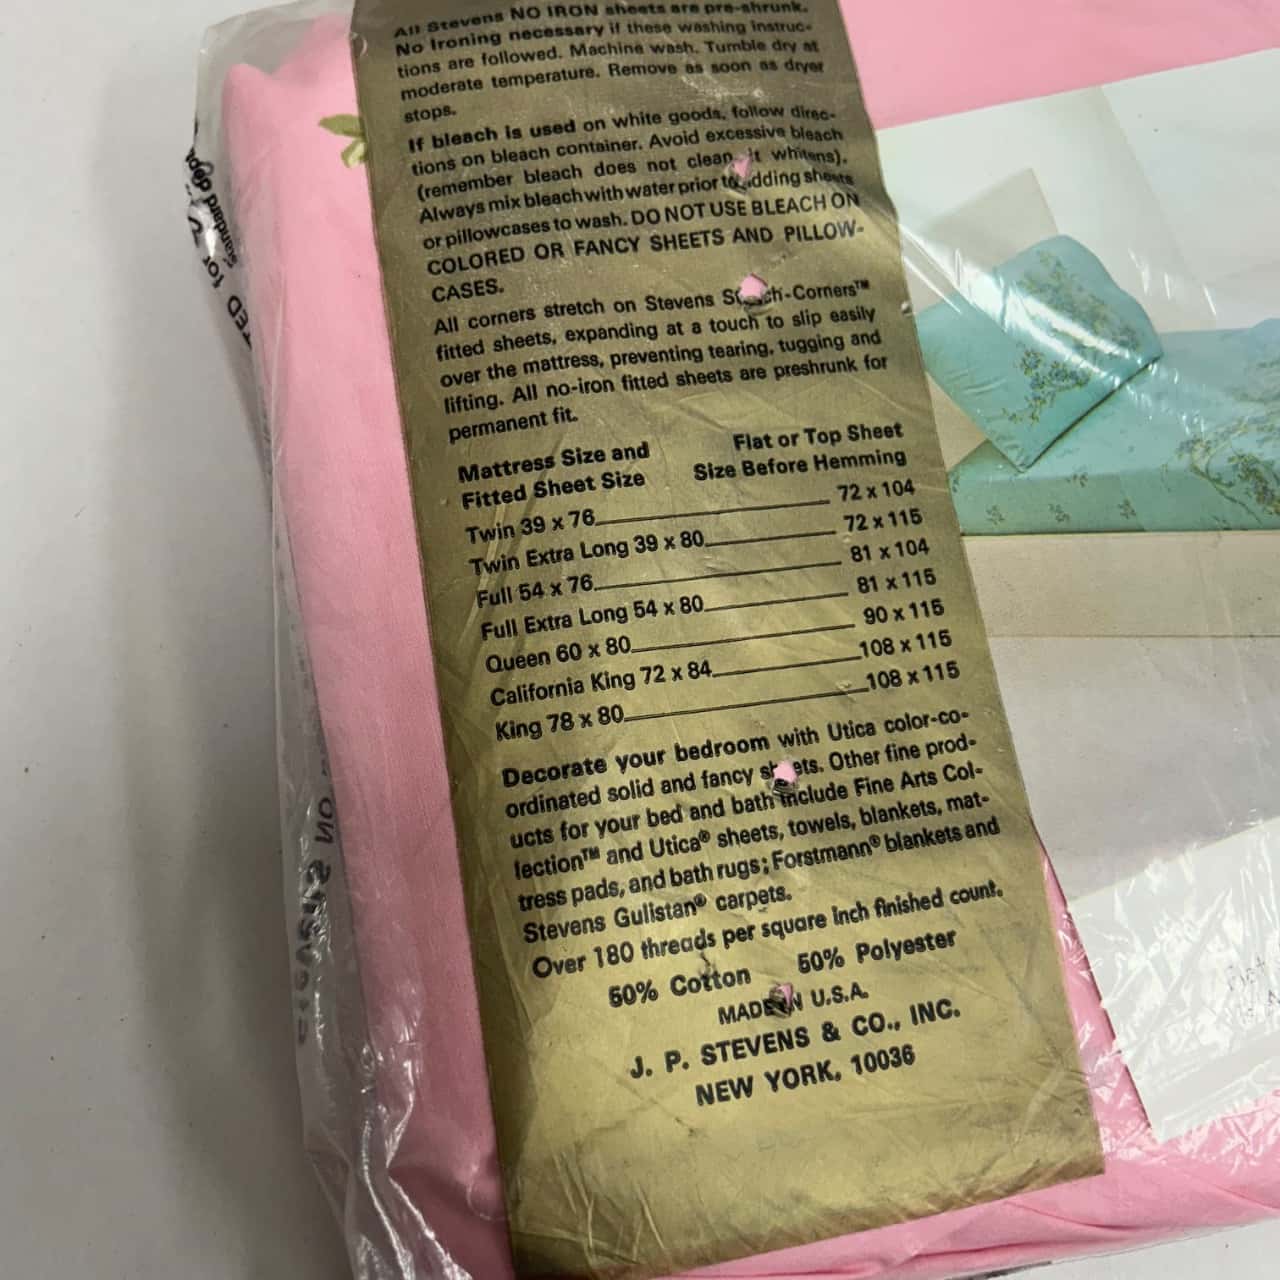 All Stevens NO IRON sheets are pre-shrunk.
No ironing necessary if these washing instruc-
tions are followed. Machine wash. Tumble dry at
moderate temperature. Remove as soon as dryer
stops.
If bleach is used on white goods, follow direc-
tions on bleach container. Avoid excessive bleach
(remember bleach does not clean, it whitens).
Always mix bleach with water prior to adding sheets
or pillowcases to wash. DO NOT USE BLEACH ON
COLORED OR FANCY SHEETS AND PILLOW-
CASES.
All corners stretch on Stevens Stretch-Corners™
fitted sheets, expanding at a touch to slip easily
over the mattress, preventing tearing, tugging and
lifting. All no-iron fitted sheets are preshrunk for
permanent fit.
Mattress Size and Flat or Top Sheet
Fitted Sheet Size Size Before Hemming
Twin 39 x 76 72 x 104
Twin Extra Long 39 x 80 72 x 115
Full 54 x 76 81 x 104
Full Extra Long 54 x 80 81 x 115
Queen 60 x 80 90 x 115
California King 72 x 84 108 x 115
King 78 x 80 108 x 115
Decorate your bedroom with Utica color-co-
ordinated solid and fancy sheets. Other fine prod-
ucts for your bed and bath include Fine Arts Col-
lection™ and Utica® sheets, towels, blankets, mat-
tress pads, and bath rugs; Forstmann® blankets and
Stevens Gulistan® carpets.
Over 180 threads per square inch finished count.
50% Cotton 50% Polyester
MADE IN U.S.A.
J. P. STEVENS & CO., INC.
NEW YORK, 10036